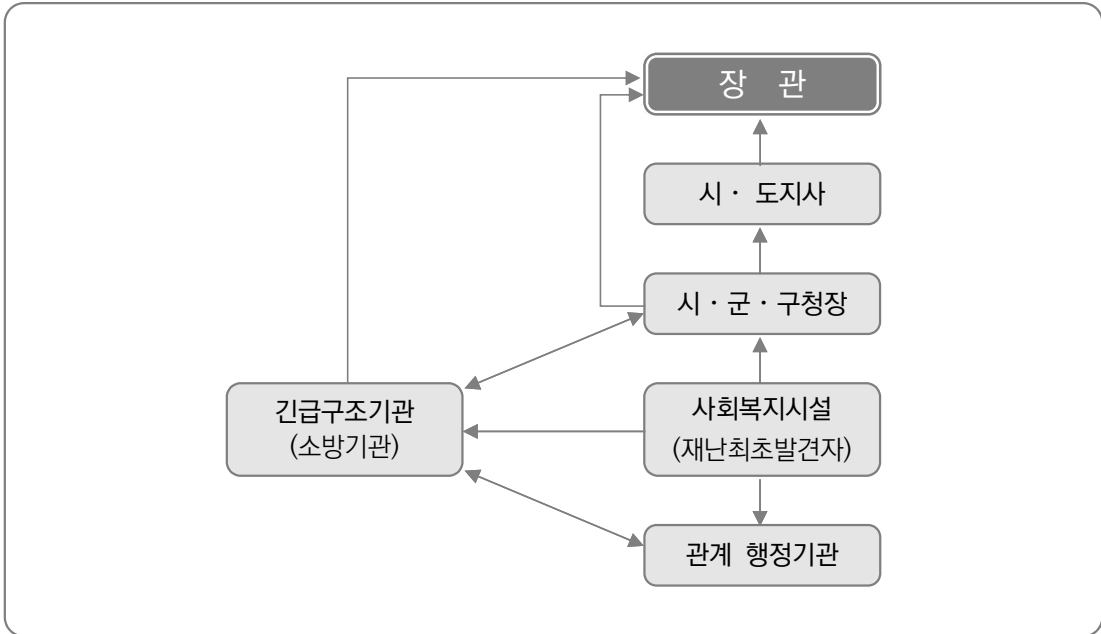 장 관
시 · 도지사
시 · 군 · 구청장
긴급구조기관
(소방기관)
사회복지시설
(재난최초발견자)
관계 행정기관